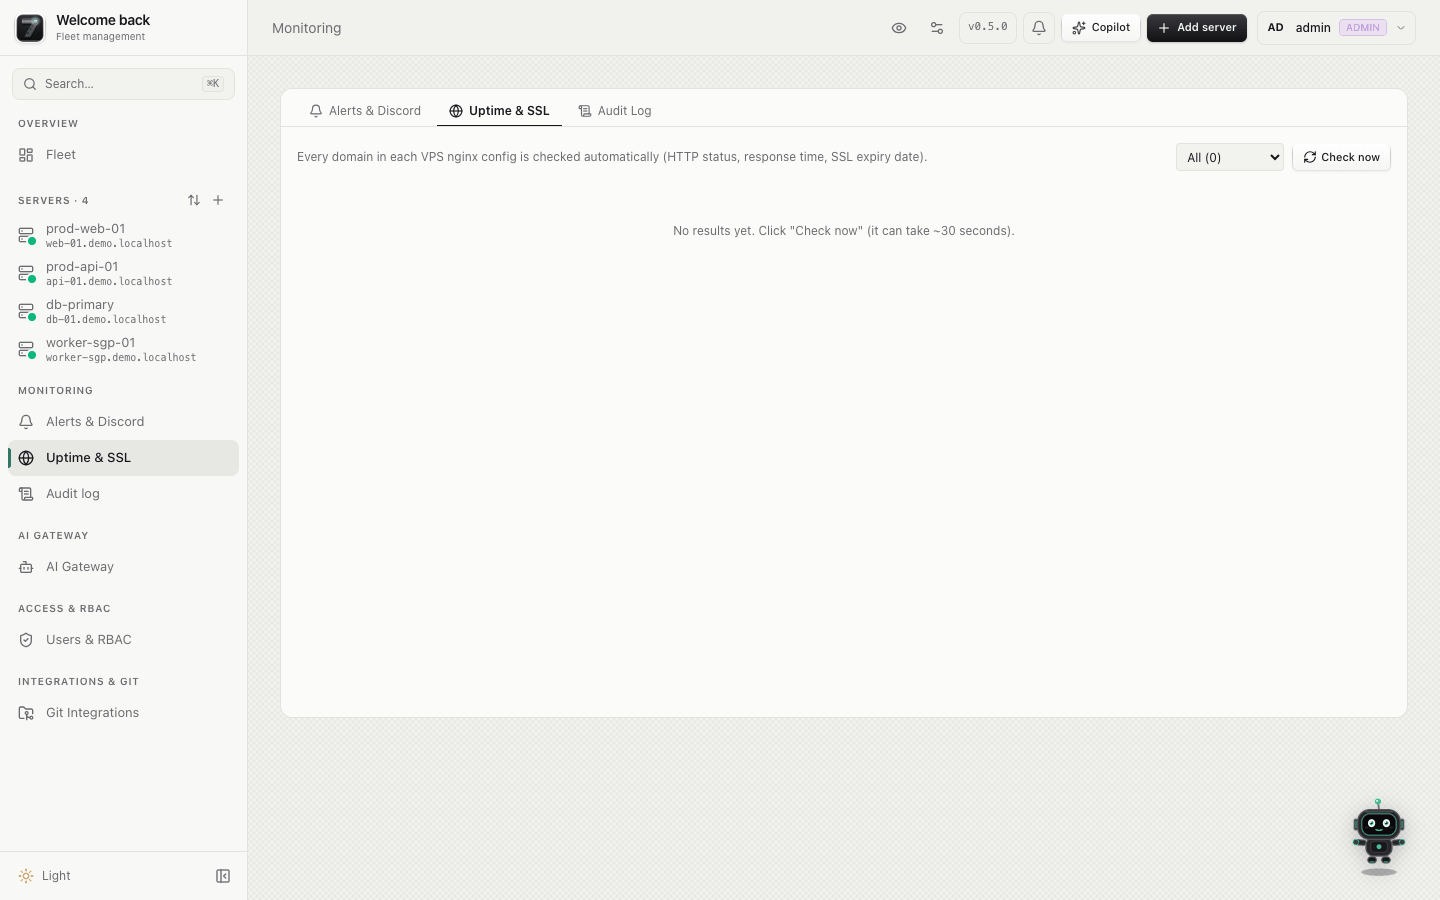 Welcome back
Fleet management
Search...
⌘K
OVERVIEW
Fleet
SERVERS · 4
prod-web-01
web-01.demo.localhost
prod-api-01
api-01.demo.localhost
db-primary
db-01.demo.localhost
worker-sgp-01
worker-sgp.demo.localhost
MONITORING
Alerts & Discord
Uptime & SSL
Audit log
AI GATEWAY
AI Gateway
ACCESS & RBAC
Users & RBAC
INTEGRATIONS & GIT
Git Integrations
Light
Monitoring
v0.5.0
Copilot
Add server
AD admin ADMIN
Alerts & Discord
Uptime & SSL
Audit Log
Every domain in each VPS nginx config is checked automatically (HTTP status, response time, SSL expiry date).
All (0)
Check now
No results yet. Click "Check now" (it can take ~30 seconds).